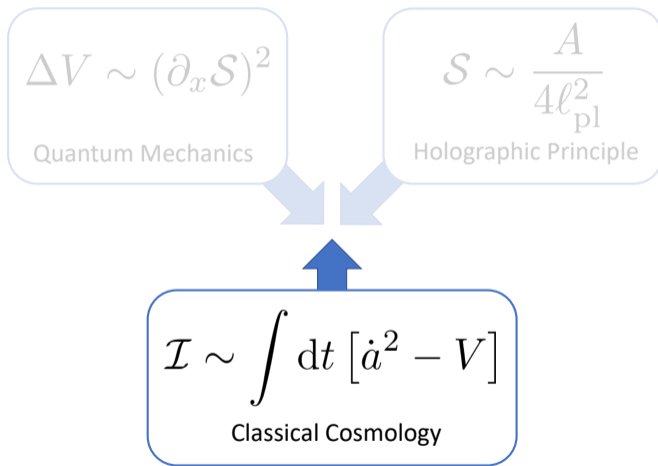 ΔV ∼ (∂ₓ𝒮)²
Quantum Mechanics
𝒮 ∼ A / 4ℓ²ₚₗ
Holographic Principle
ℐ ∼ ∫ dt [ȧ² − V]
Classical Cosmology